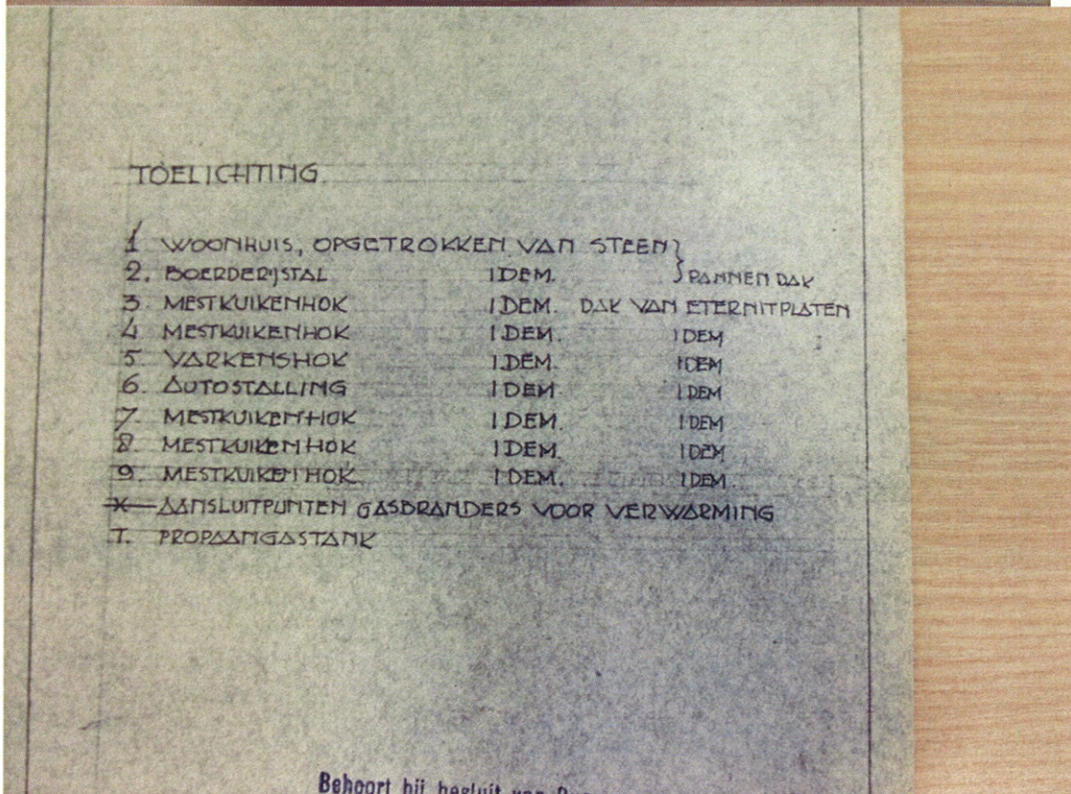 TOELICHTING.
1 WOONHUIS, OPGETROKKEN VAN STEEN }
2. BOERDERIJSTAL IDEM. } PANNEN DAK
3 MESTKUIKENHOK IDEM. DAK VAN ETERNITPLATEN
4 MESTKUIKENHOK IDEM. IDEM
5 VARKENSHOK IDEM. IDEM
6. AUTOSTALLING IDEM IDEM
7. MESTKUIKENHOK IDEM. IDEM
8. MESTKUIKENHOK IDEM. IDEM
9. MESTKUIKENHOK. IDEM. IDEM.
X AANSLUITPUNTEN GASBRANDERS VOOR VERWARMING
T. PROPAANGASTANK
Behoort bij besluit van